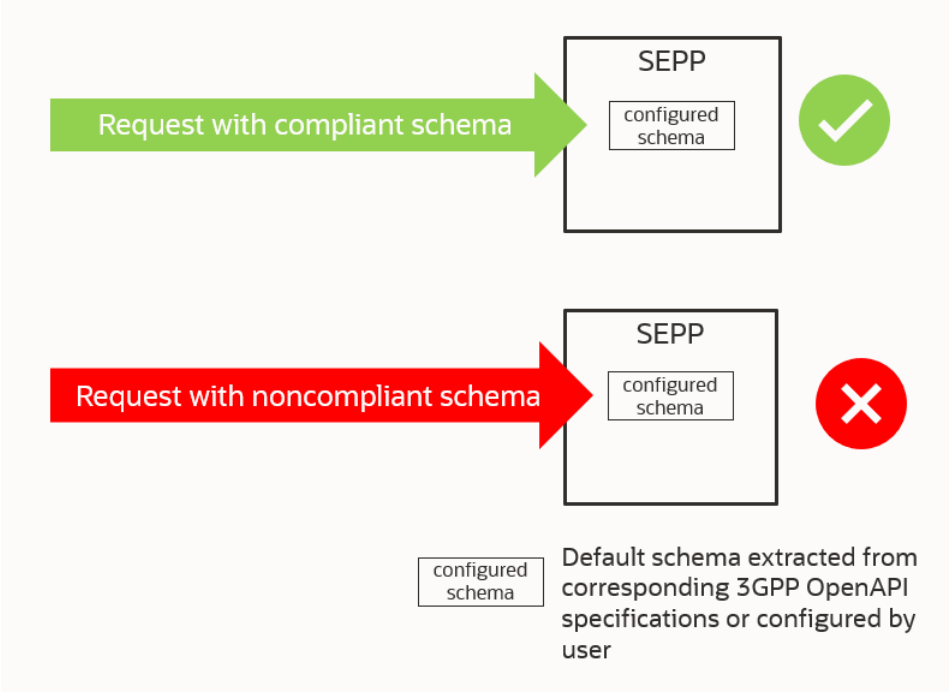 SEPP
Request with compliant schema
configured
schema
SEPP
Request with noncompliant schema
configured
schema
configured
schema
Default schema extracted from
corresponding 3GPP OpenAPI
specifications or configured by
user